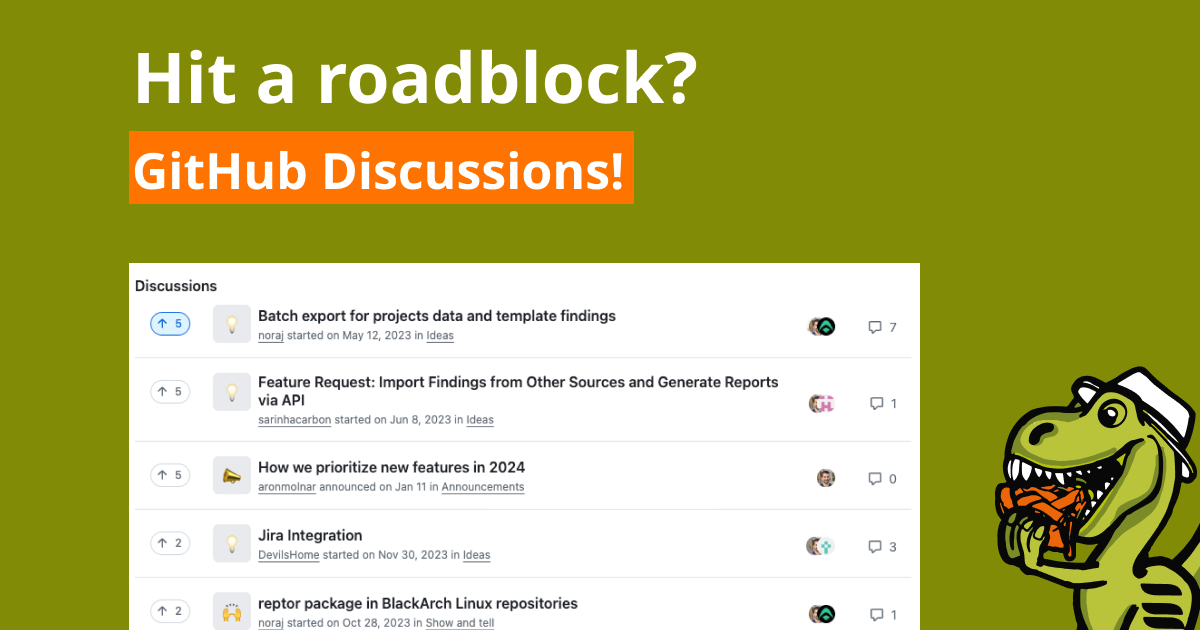 Hit a roadblock?
GitHub Discussions!
Discussions
5
Batch export for projects data and template findings
noraj started on May 12, 2023 in Ideas
7
5
Feature Request: Import Findings from Other Sources and Generate Reports
via API
sarinhacarbon started on Jun 8, 2023 in Ideas
1
5
How we prioritize new features in 2024
aronmolnar announced on Jan 11 in Announcements
0
2
Jira Integration
DevilsHome started on Nov 30, 2023 in Ideas
3
2
reptor package in BlackArch Linux repositories
noraj started on Oct 28, 2023 in Show and tell
1